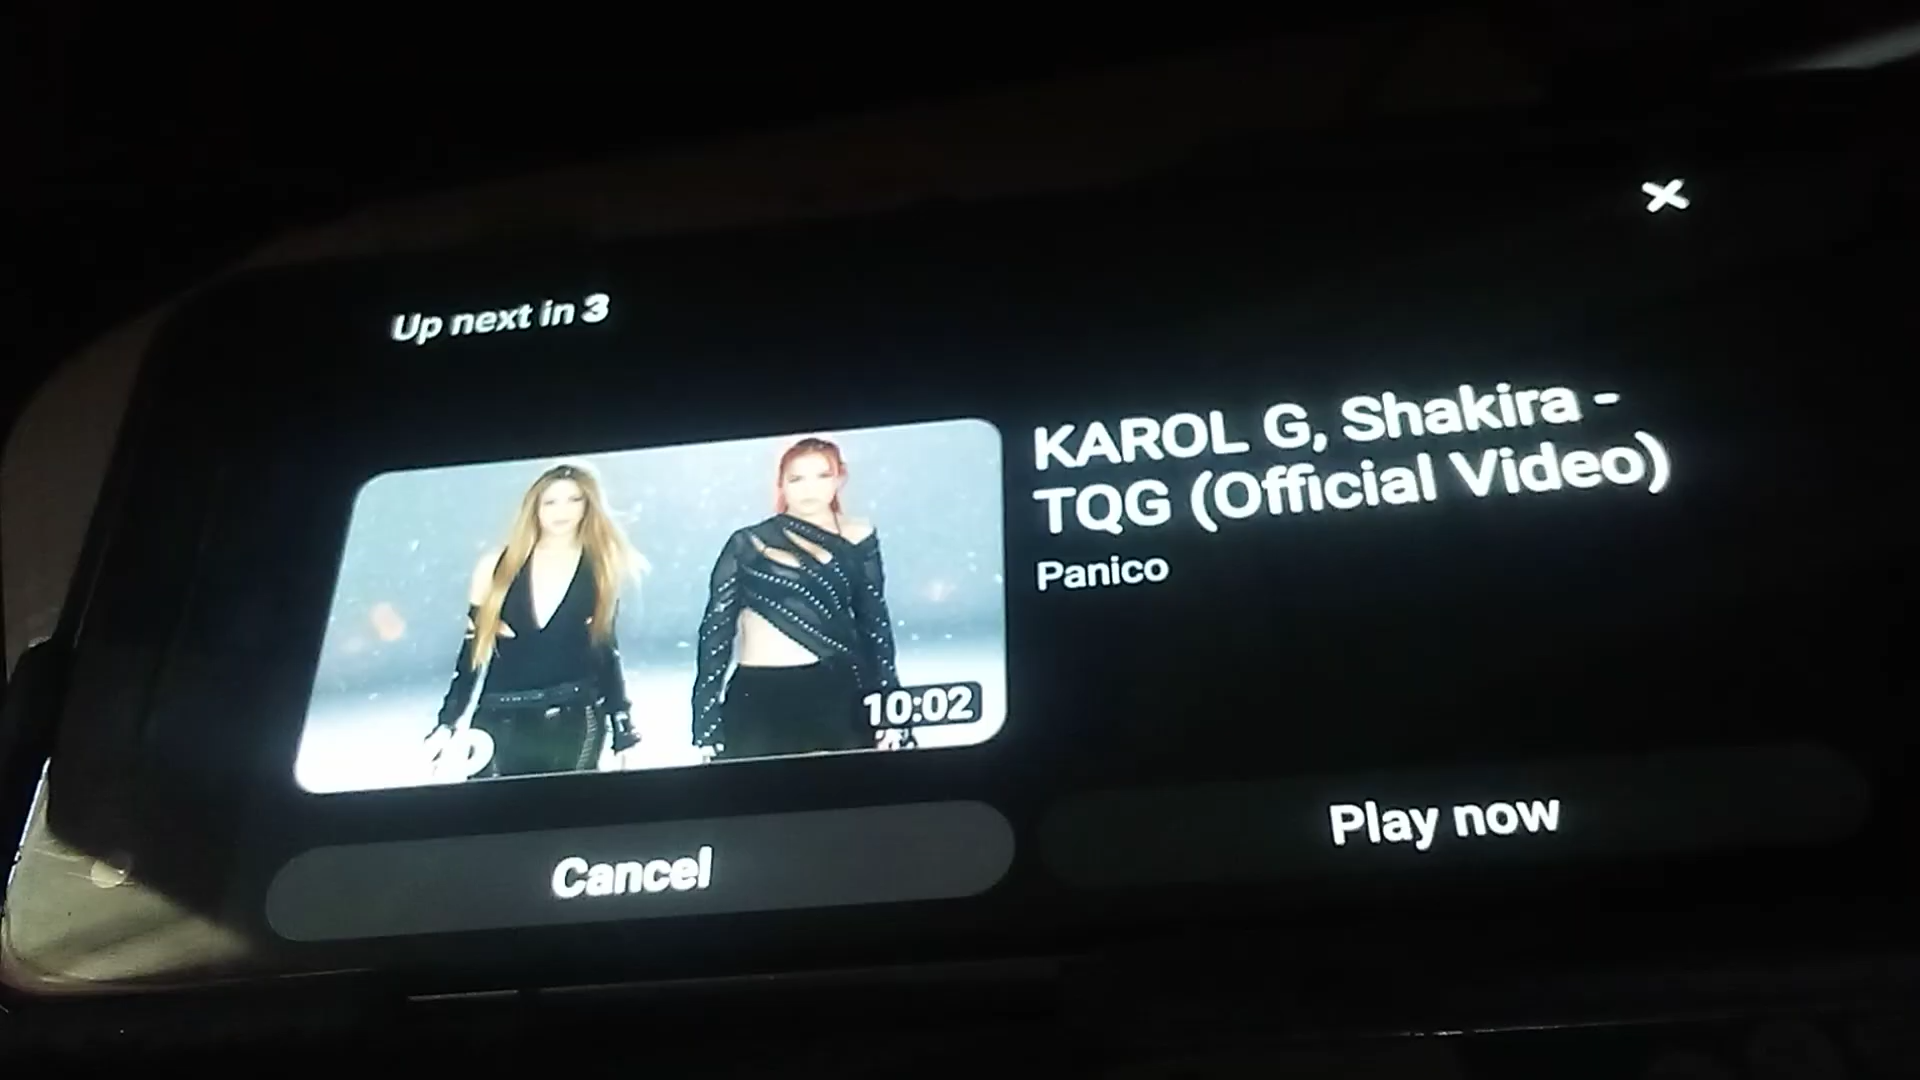 Up next in 3
KAROL G, Shakira -
TQG (Official Video)
Panico
10:02
Cancel
Play now